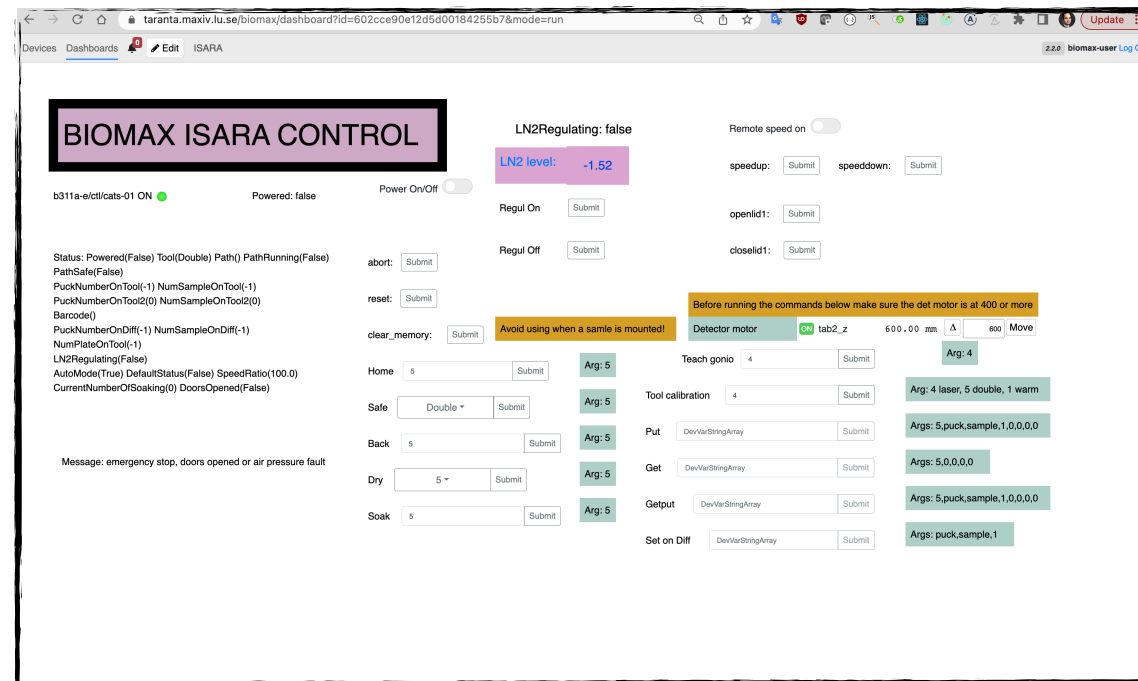 taranta.maxiv.lu.se/biomax/dashboard?id=602cce90e12d5d00184255b7&mode=run
Update
Devices Dashboards 0 Edit ISARA
2.2.0 biomax-user Log
BIOMAX ISARA CONTROL
b311a-e/ctl/cats-01 ON
Powered: false
Power On/Off
LN2Regulating: false
LN2 level: -1.52
Regul On Submit
Regul Off Submit
Remote speed on
speedup: Submit speeddown: Submit
openlid1: Submit
closelid1: Submit
Status: Powered(False) Tool(Double) Path() PathRunning(False)
PathSafe(False)
PuckNumberOnTool(-1) NumSampleOnTool(-1)
PuckNumberOnTool2(0) NumSampleOnTool2(0)
Barcode()
PuckNumberOnDiff(-1) NumSampleOnDiff(-1)
NumPlateOnTool(-1)
LN2Regulating(False)
AutoMode(True) DefaultStatus(False) SpeedRatio(100.0)
CurrentNumberOfSoaking(0) DoorsOpened(False)
Message: emergency stop, doors opened or air pressure fault
abort: Submit
reset: Submit
clear_memory: Submit
Avoid using when a samle is mounted!
Home 5 Submit Arg: 5
Safe Double Submit Arg: 5
Back 5 Submit Arg: 5
Dry 5 Submit Arg: 5
Soak 5 Submit Arg: 5
Before running the commands below make sure the det motor is at 400 or more
Detector motor ON tab2_z 600.00 mm Δ 600 Move
Teach gonio 4 Submit Arg: 4
Tool calibration 4 Submit Arg: 4 laser, 5 double, 1 warm
Put DevVarStringArray Submit Args: 5,puck,sample,1,0,0,0,0
Get DevVarStringArray Submit Args: 5,0,0,0,0
Getput DevVarStringArray Submit Args: 5,puck,sample,1,0,0,0,0
Set on Diff DevVarStringArray Submit Args: puck,sample,1